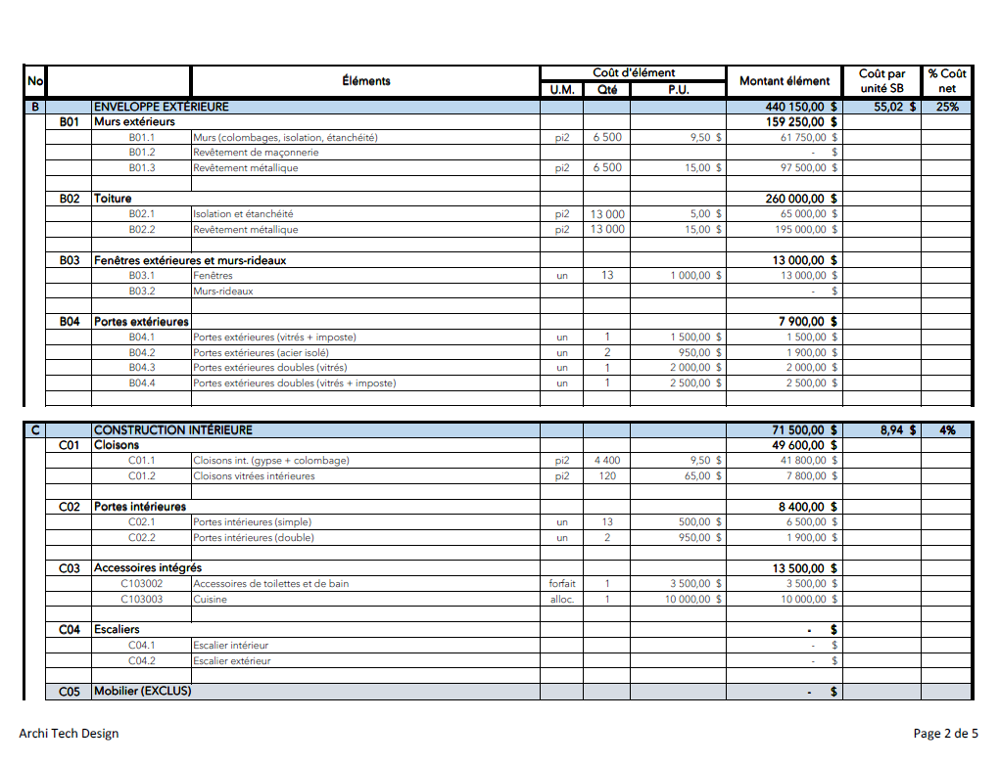 No Éléments Coût d'élément Montant élément Coût par unité SB % Coût net
U.M. Qté P.U.
B ENVELOPPE EXTÉRIEURE 440 150,00 $ 55,02 $ 25%
B01 Murs extérieurs 159 250,00 $
B01.1 Murs (colombages, isolation, étanchéité) pi2 6 500 9,50 $ 61 750,00 $
B01.2 Revêtement de maçonnerie - $
B01.3 Revêtement métallique pi2 6 500 15,00 $ 97 500,00 $
B02 Toiture 260 000,00 $
B02.1 Isolation et étanchéité pi2 13 000 5,00 $ 65 000,00 $
B02.2 Revêtement métallique pi2 13 000 15,00 $ 195 000,00 $
B03 Fenêtres extérieures et murs-rideaux 13 000,00 $
B03.1 Fenêtres un 13 1 000,00 $ 13 000,00 $
B03.2 Murs-rideaux - $
B04 Portes extérieures 7 900,00 $
B04.1 Portes extérieures (vitrés + imposte) un 1 1 500,00 $ 1 500,00 $
B04.2 Portes extérieures (acier isolé) un 2 950,00 $ 1 900,00 $
B04.3 Portes extérieures doubles (vitrés) un 1 2 000,00 $ 2 000,00 $
B04.4 Portes extérieures doubles (vitrés + imposte) un 1 2 500,00 $ 2 500,00 $
C CONSTRUCTION INTÉRIEURE 71 500,00 $ 8,94 $ 4%
C01 Cloisons 49 600,00 $
C01.1 Cloisons int. (gypse + colombage) pi2 4 400 9,50 $ 41 800,00 $
C01.2 Cloisons vitrées intérieures pi2 120 65,00 $ 7 800,00 $
C02 Portes intérieures 8 400,00 $
C02.1 Portes intérieures (simple) un 13 500,00 $ 6 500,00 $
C02.2 Portes intérieures (double) un 2 950,00 $ 1 900,00 $
C03 Accessoires intégrés 13 500,00 $
C103002 Accessoires de toilettes et de bain forfait 1 3 500,00 $ 3 500,00 $
C103003 Cuisine alloc. 1 10 000,00 $ 10 000,00 $
C04 Escaliers - $
C04.1 Escalier intérieur - $
C04.2 Escalier extérieur - $
C05 Mobilier (EXCLUS) - $
Archi Tech Design Page 2 de 5